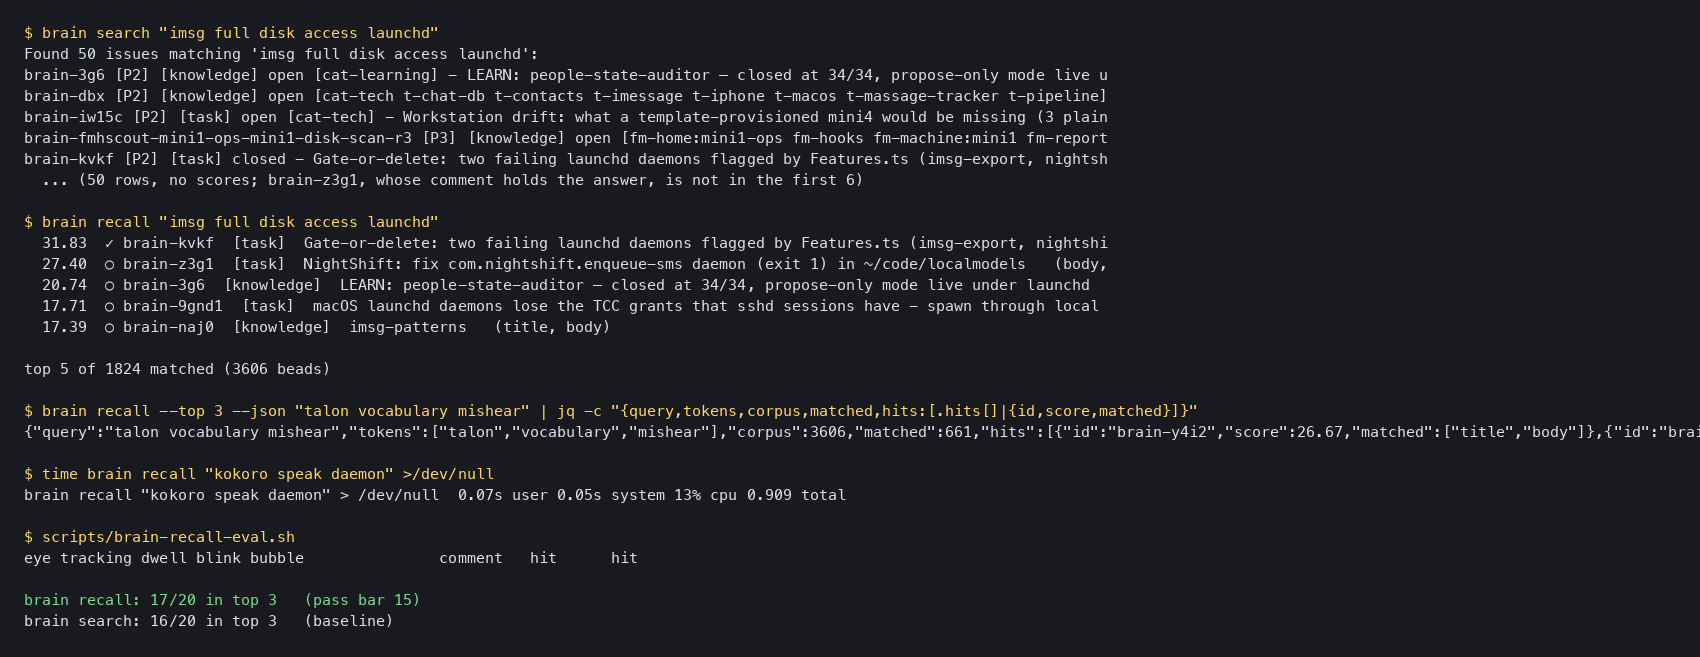 $ brain search "imsg full disk access launchd"
Found 50 issues matching 'imsg full disk access launchd':
brain-3g6 [P2] [knowledge] open [cat-learning] - LEARN: people-state-auditor — closed at 34/34, propose-only mode live u
brain-dbx [P2] [knowledge] open [cat-tech t-chat-db t-contacts t-imessage t-iphone t-macos t-massage-tracker t-pipeline]
brain-iw15c [P2] [task] open [cat-tech] - Workstation drift: what a template-provisioned mini4 would be missing (3 plain
brain-fmhscout-mini1-ops-mini1-disk-scan-r3 [P3] [knowledge] open [fm-home:mini1-ops fm-hooks fm-machine:mini1 fm-report
brain-kvkf [P2] [task] closed - Gate-or-delete: two failing launchd daemons flagged by Features.ts (imsg-export, nightsh
... (50 rows, no scores; brain-z3g1, whose comment holds the answer, is not in the first 6)
$ brain recall "imsg full disk access launchd"
31.83 ✓ brain-kvkf [task] Gate-or-delete: two failing launchd daemons flagged by Features.ts (imsg-export, nightshi
27.40 ○ brain-z3g1 [task] NightShift: fix com.nightshift.enqueue-sms daemon (exit 1) in ~/code/localmodels (body,
20.74 ○ brain-3g6 [knowledge] LEARN: people-state-auditor — closed at 34/34, propose-only mode live under launchd
17.71 ○ brain-9gnd1 [task] macOS launchd daemons lose the TCC grants that sshd sessions have — spawn through local
17.39 ○ brain-naj0 [knowledge] imsg-patterns (title, body)
top 5 of 1824 matched (3606 beads)
$ brain recall --top 3 --json "talon vocabulary mishear" | jq -c "{query,tokens,corpus,matched,hits:[.hits[]|{id,score,matched}]}"
{"query":"talon vocabulary mishear","tokens":["talon","vocabulary","mishear"],"corpus":3606,"matched":661,"hits":[{"id":"brain-y4i2","score":26.67,"matched":["title","body"]},{"id":"brai
$ time brain recall "kokoro speak daemon" >/dev/null
brain recall "kokoro speak daemon" > /dev/null 0.07s user 0.05s system 13% cpu 0.909 total
$ scripts/brain-recall-eval.sh
eye tracking dwell blink bubble comment hit hit
brain recall: 17/20 in top 3 (pass bar 15)
brain search: 16/20 in top 3 (baseline)